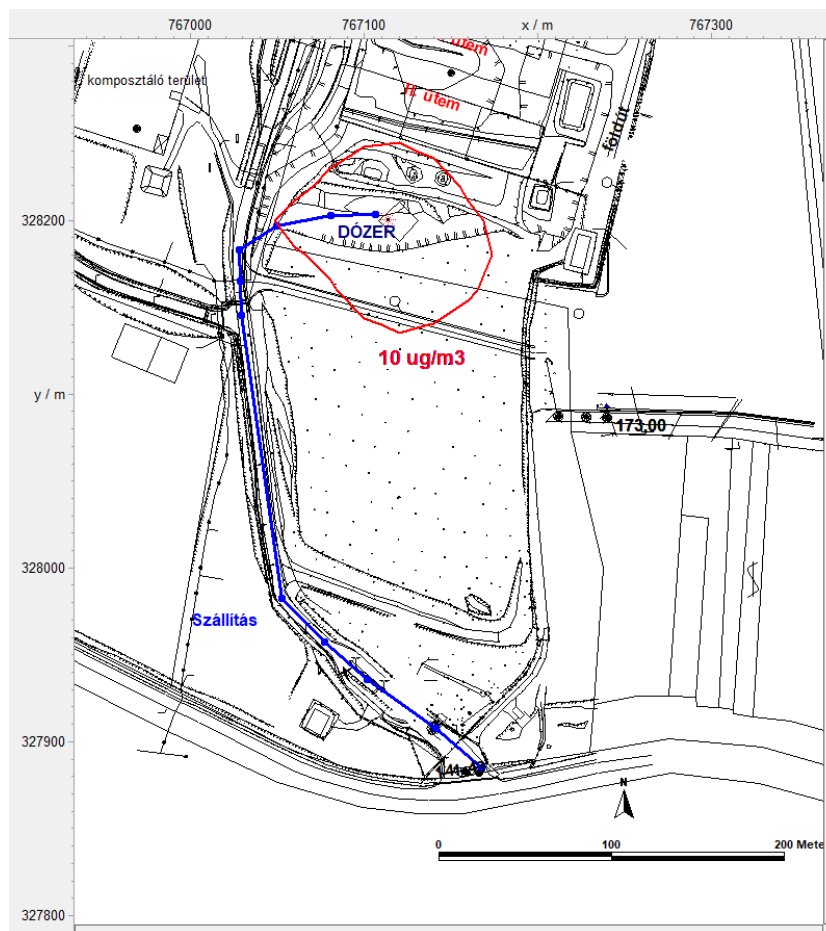 767000 767100 x / m 767300
ütem
komposztáló terület
II. ütem
földút
328200
DÓZER
10 ug/m3
y / m
173,00
328000
Szállítás
327900
N
0 100 200 Mete
327800